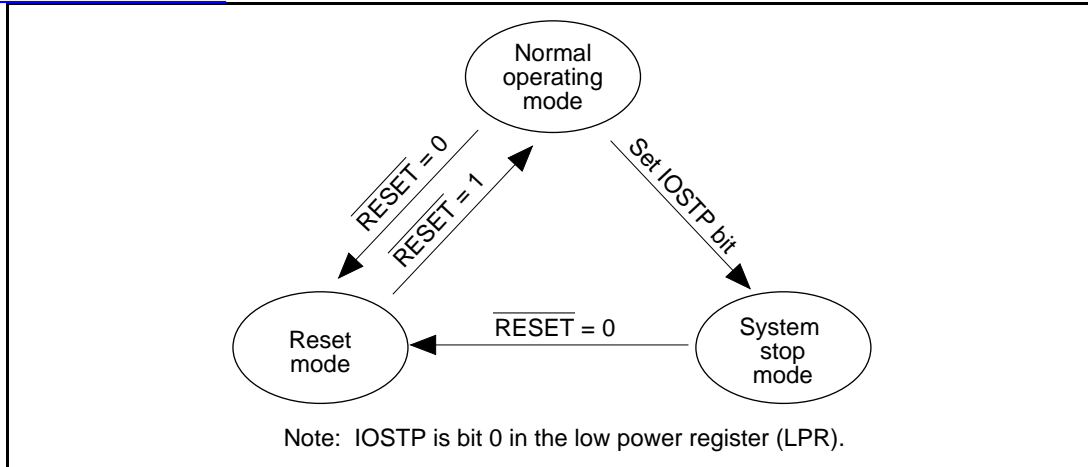 Normal
operating
mode
RESET = 0
RESET = 1
Set IOSTP bit
Reset
mode
RESET = 0
System
stop
mode
Note: IOSTP is bit 0 in the low power register (LPR).